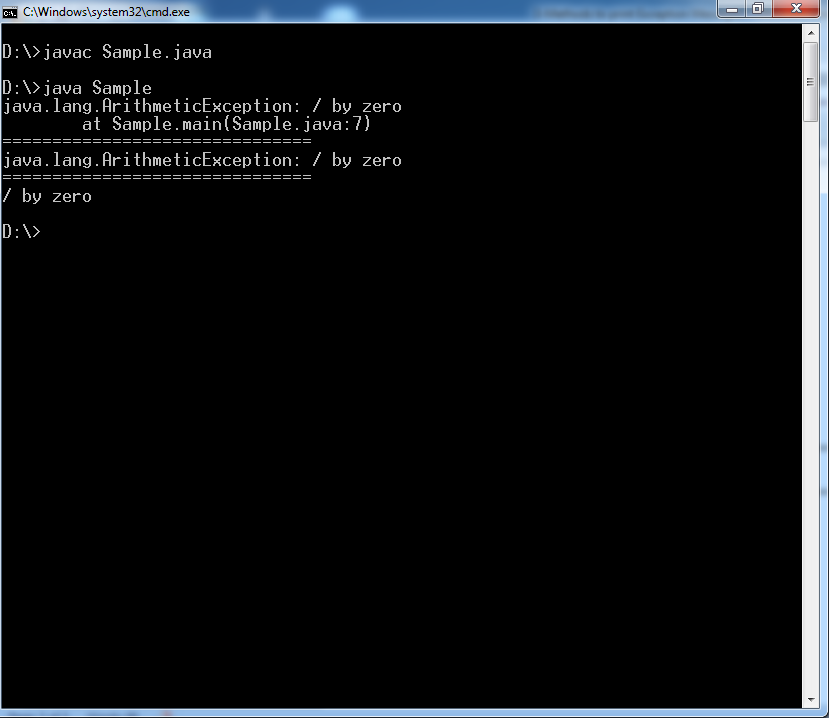 C:\Windows\system32\cmd.exe
D:\>javac Sample.java
D:\>java Sample
java.lang.ArithmeticException: / by zero
        at Sample.main(Sample.java:7)
===============================
java.lang.ArithmeticException: / by zero
===============================
/ by zero
D:\>